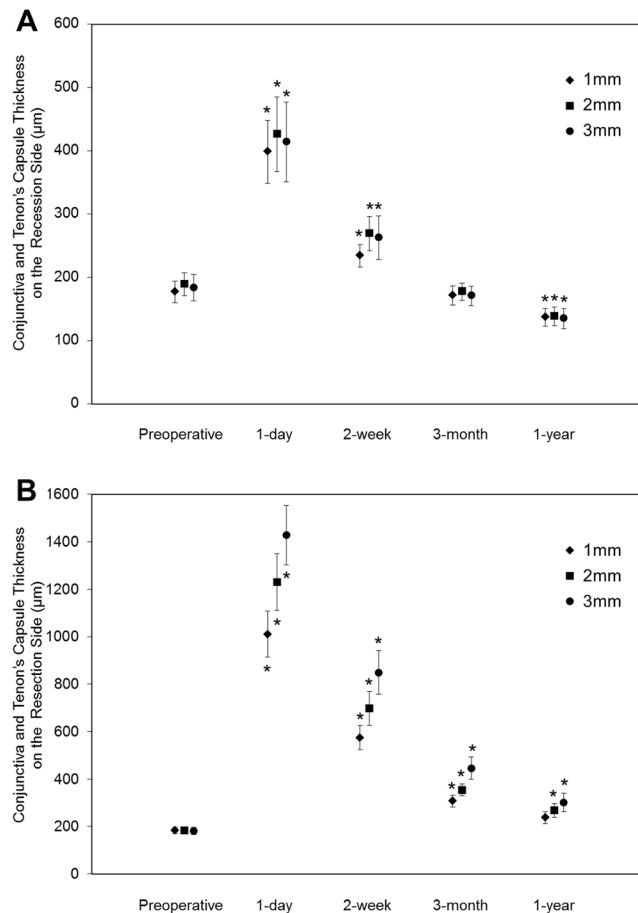 A
Conjunctiva and Tenon's Capsule Thickness
on the Recession Side (µm)
600
500
400
300
200
100
0
1mm
2mm
3mm
* * *
* * *
* * *
Preoperative 1-day 2-week 3-month 1-year
B
Conjunctiva and Tenon's Capsule Thickness
on the Resection Side (µm)
1600
1400
1200
1000
800
600
400
200
0
1mm
2mm
3mm
* * *
* * *
* * *
* *
Preoperative 1-day 2-week 3-month 1-year